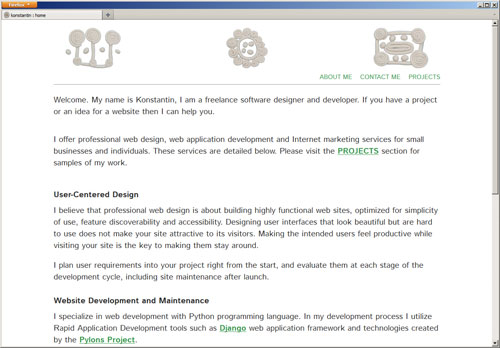 Firefox
konstantin : home
ABOUT ME CONTACT ME PROJECTS
Welcome. My name is Konstantin, I am a freelance software designer and developer. If you have a project
or an idea for a website then I can help you.
I offer professional web design, web application development and Internet marketing services for small
businesses and individuals. These services are detailed below. Please visit the PROJECTS section for
samples of my work.
User-Centered Design
I believe that professional web design is about building highly functional web sites, optimized for simplicity
of use, feature discoverability and accessibility. Designing user interfaces that look beautiful but are hard
to use does not make your site attractive to its visitors. Making the intended users feel productive while
visiting your site is the key to making them stay around.
I plan user requirements into your project right from the start, and evaluate them at each stage of the
development cycle, including site maintenance after launch.
Website Development and Maintenance
I specialize in web development with Python programming language. In my development process I utilize
Rapid Application Development tools such as Django web application framework and technologies created
by the Pylons Project.